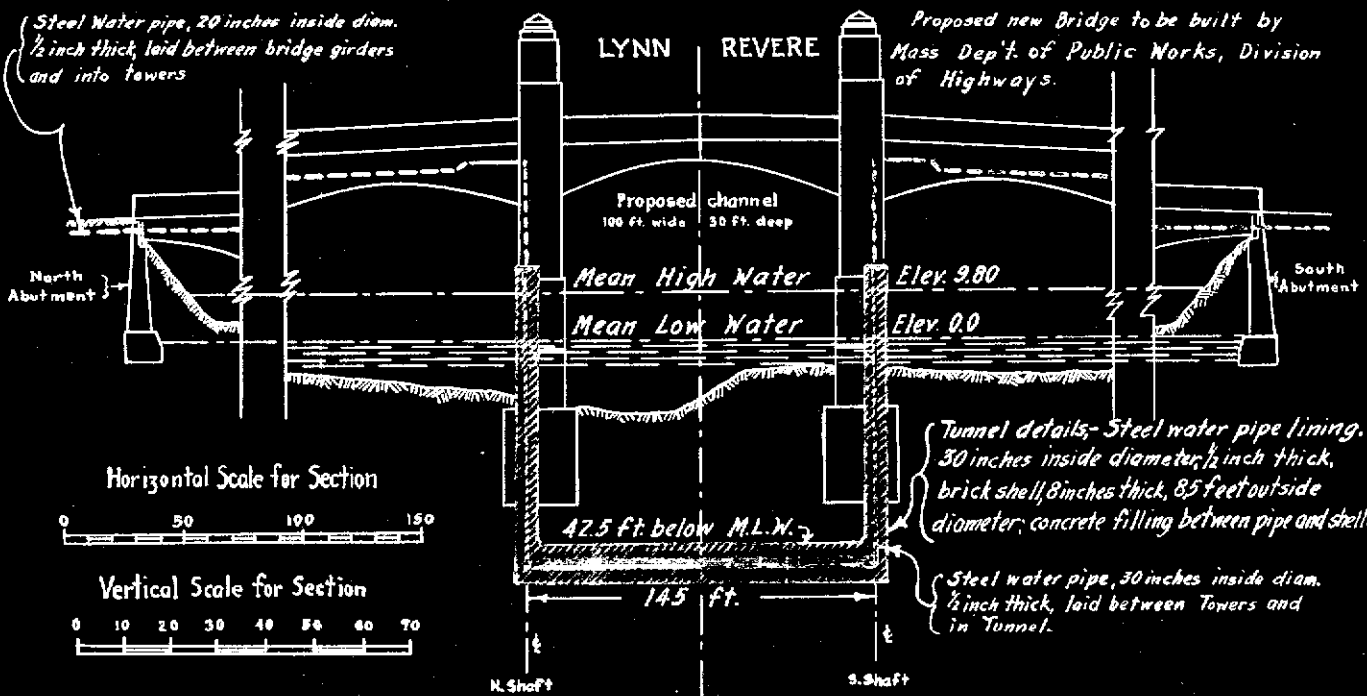 Steel Water pipe, 20 inches inside diam.
1/2 inch thick, laid between bridge girders
and into towers
LYNN REVERE
Proposed new Bridge to be built by
Mass Dep't. of Public Works, Division
of Highways.
Proposed channel
100 ft. wide 30 ft. deep
North
Abutment
Mean High Water Elev. 9.80
South
Abutment
Mean Low Water Elev. 0.0
Horizontal Scale for Section
0 50 100 150
Vertical Scale for Section
0 10 20 30 40 50 60 70
42.5 ft. below M.L.W.
145 ft.
Tunnel details;- Steel water pipe lining.
30 inches inside diameter, 1/2 inch thick,
brick shell, 8 inches thick, 8.5 feet outside
diameter; concrete filling between pipe and shell
Steel water pipe, 30 inches inside diam.
1/2 inch thick, laid between Towers and
in Tunnel.
℄ ℄
N. Shaft S. Shaft